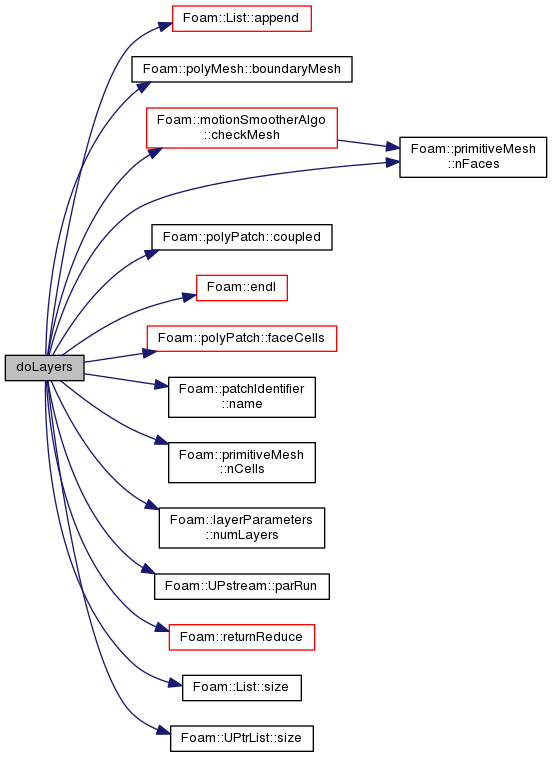 Foam::List::append
Foam::polyMesh::boundaryMesh
Foam::motionSmootherAlgo
::checkMesh
Foam::primitiveMesh
::nFaces
Foam::polyPatch::coupled
Foam::endl
Foam::polyPatch::faceCells
doLayers
Foam::patchIdentifier
::name
Foam::primitiveMesh
::nCells
Foam::layerParameters
::numLayers
Foam::UPstream::parRun
Foam::returnReduce
Foam::List::size
Foam::UPtrList::size